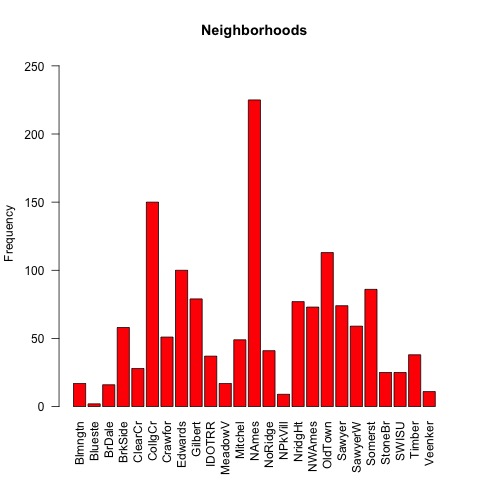 Neighborhoods
Frequency
250
200
150
100
50
0
Blmngtn
Blueste
BrDale
BrkSide
ClearCr
CollgCr
Crawfor
Edwards
Gilbert
IDOTRR
MeadowV
Mitchel
NAmes
NoRidge
NPkVill
NridgHt
NWAmes
OldTown
Sawyer
SawyerW
Somerst
StoneBr
SWISU
Timber
Veenker